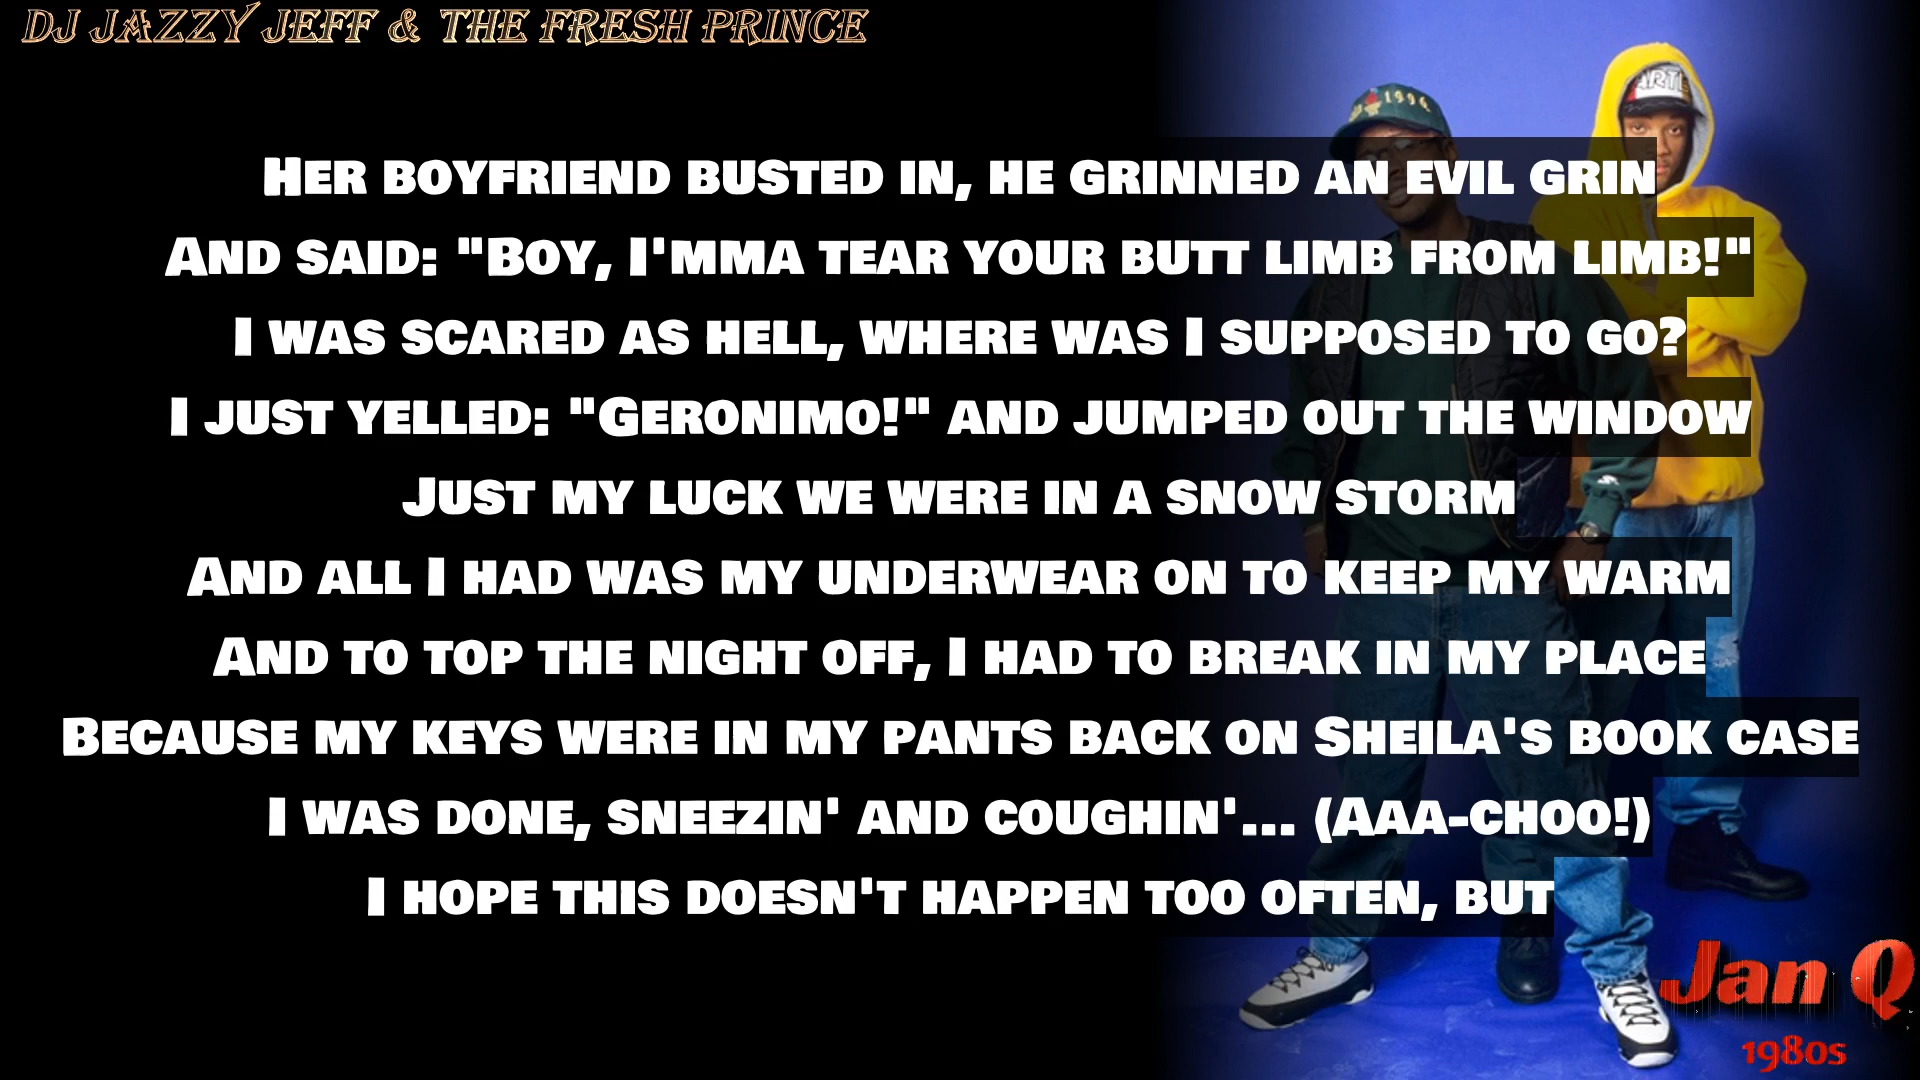 DJ JAZZY JEFF & THE FRESH PRINCE
1996
Her boyfriend busted in, he grinned an evil grin
And said: "Boy, I'mma tear your butt limb from limb!"
I was scared as hell, where was I supposed to go?
I just yelled: "Geronimo!" and jumped out the window
Just my luck we were in a snow storm
And all I had was my underwear on to keep my warm
And to top the night off, I had to break in my place
Because my keys were in my pants back on Sheila's book case
I was done, sneezin' and coughin'... (Aaa-choo!)
I hope this doesn't happen too often, but
Jan Q
1980s